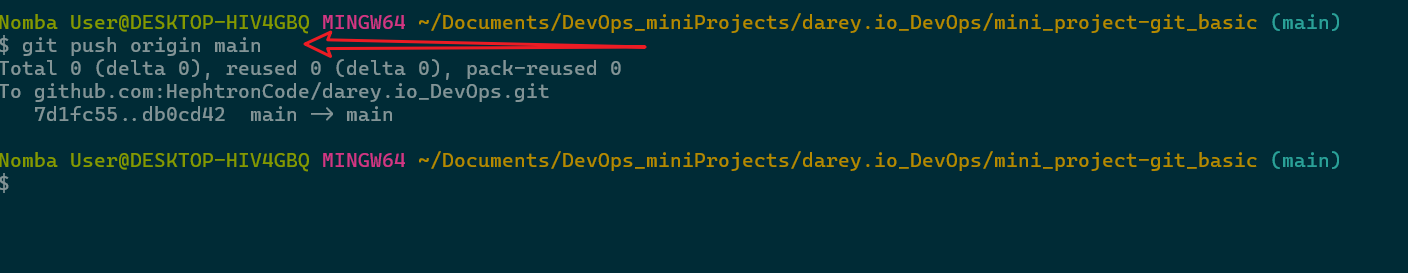 Nomba User@DESKTOP-HIV4GBQ MINGW64 ~/Documents/DevOps_miniProjects/darey.io_DevOps/mini_project-git_basic (main)
$ git push origin main
Total 0 (delta 0), reused 0 (delta 0), pack-reused 0
To github.com:HephtronCode/darey.io_DevOps.git
   7d1fc55..db0cd42  main -> main

Nomba User@DESKTOP-HIV4GBQ MINGW64 ~/Documents/DevOps_miniProjects/darey.io_DevOps/mini_project-git_basic (main)
$